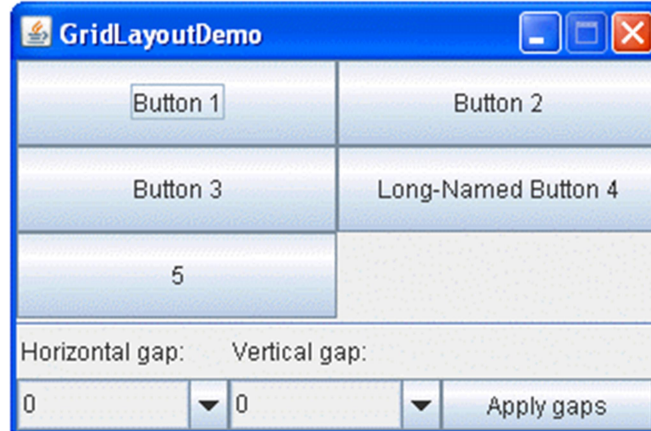 GridLayoutDemo
Button 1 Button 2
Button 3 Long-Named Button 4
5
Horizontal gap: Vertical gap:
0 0 Apply gaps